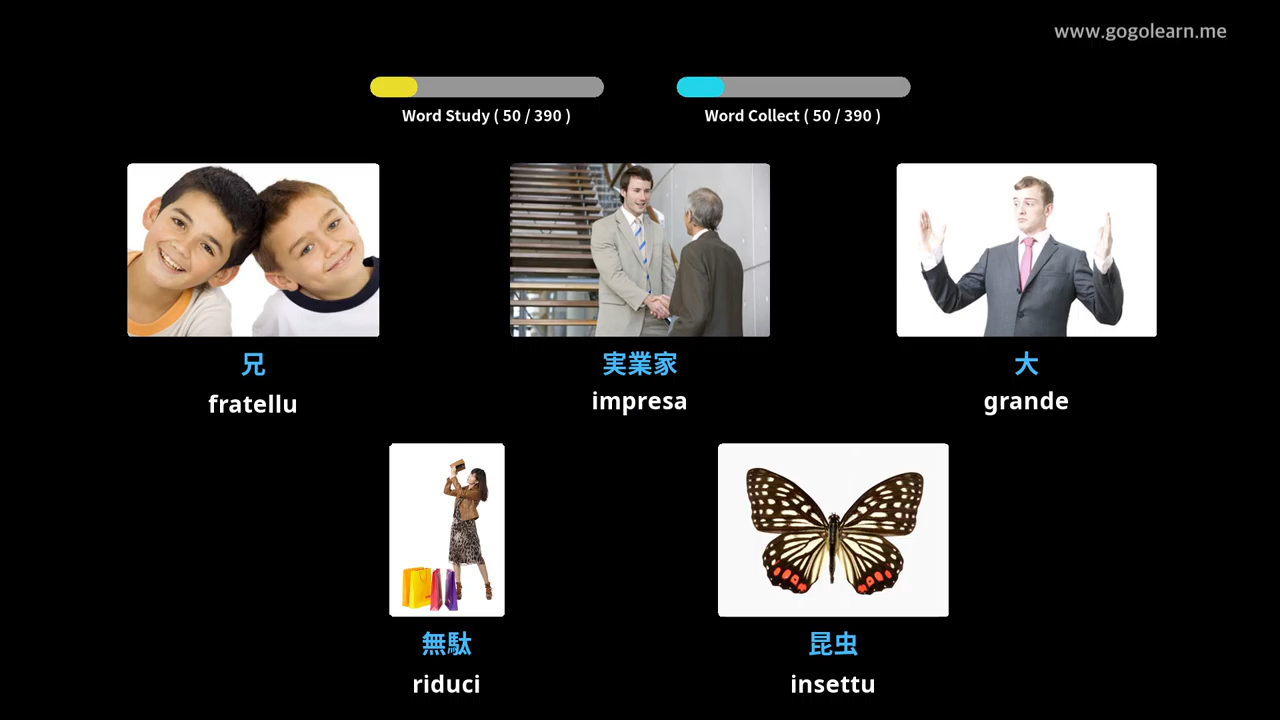 www.gogolearn.me
Word Study ( 50 / 390 )
Word Collect ( 50 / 390 )
兄
fratellu
実業家
impresa
大
grande
無駄
riduci
昆虫
insettu